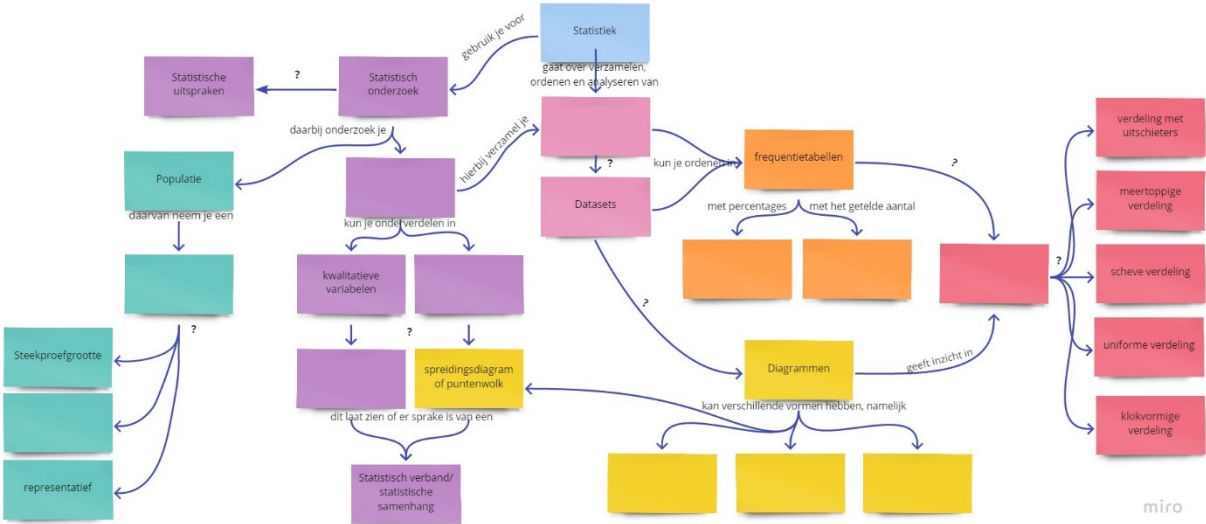 Statistiek
gebruik je voor
gaat over verzamelen,
ordenen en analyseren van
Statistische
uitspraken
?
Statistisch
onderzoek
daarbij onderzoek je
hierbij verzamel je
Populatie
daarvan neem je een
kun je onderverdelen in
?
Datasets
kun je ordenen in
frequentietabellen
?
met percentages
met het getelde aantal
verdeling met
uitschieters
meertoppige
verdeling
?
scheve verdeling
uniforme verdeling
klokvormige
verdeling
kwalitatieve
variabelen
?
?
?
Steekproefgrootte
representatief
spreidingsdiagram
of puntenwolk
dit laat zien of er sprake is van een
Statistisch verband/
statistische
samenhang
Diagrammen
geeft inzicht in
kan verschillende vormen hebben, namelijk
miro